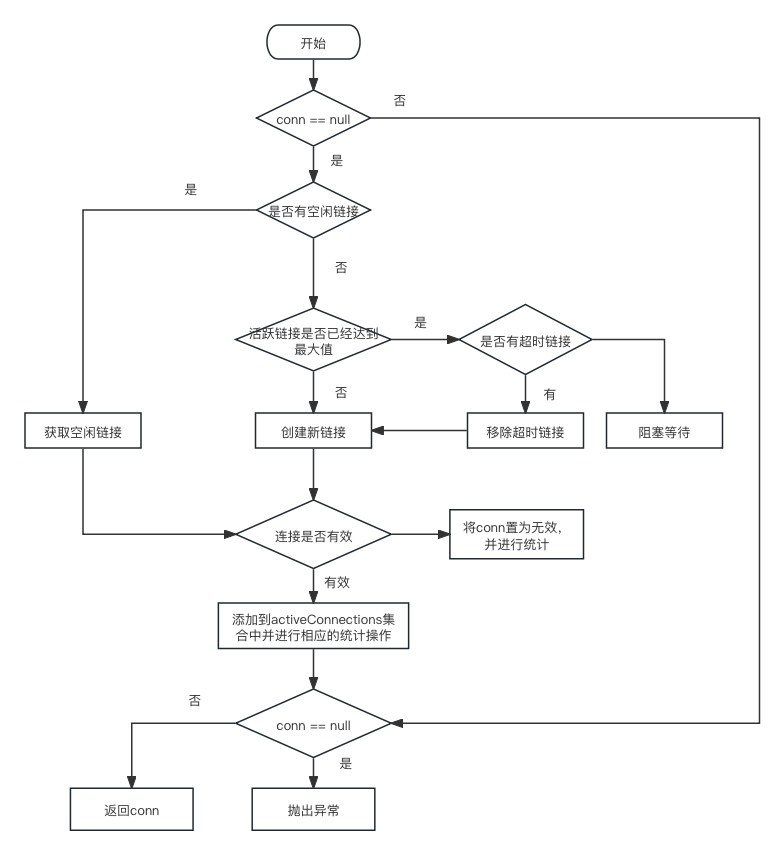 开始
否
conn == null
是
是
是否有空闲链接
否
是
活跃链接是否已经达到
最大值
是否有超时链接
否
有
获取空闲链接
创建新链接
移除超时链接
阻塞等待
连接是否有效
将conn置为无效，
并进行统计
有效
添加到activeConnections集
合中并进行相应的统计操作
否
conn == null
是
返回conn
抛出异常